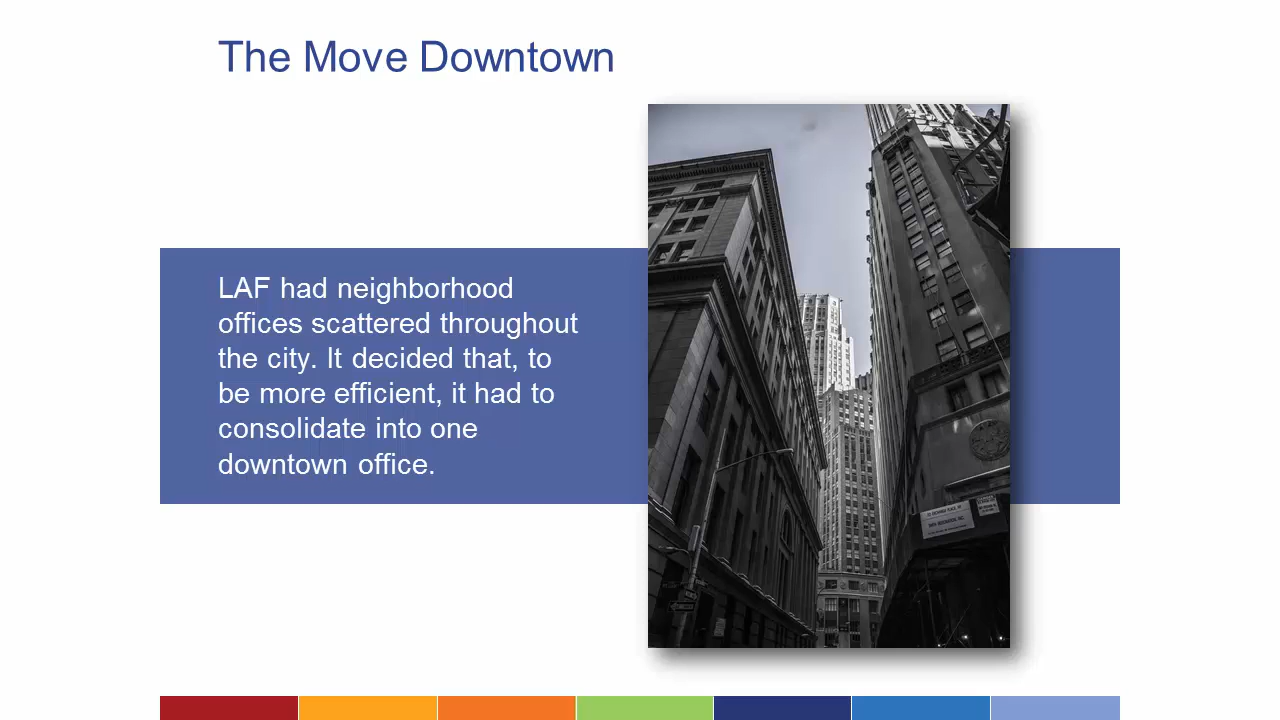 The Move Downtown
LAF had neighborhood
offices scattered throughout
the city. It decided that, to
be more efficient, it had to
consolidate into one
downtown office.